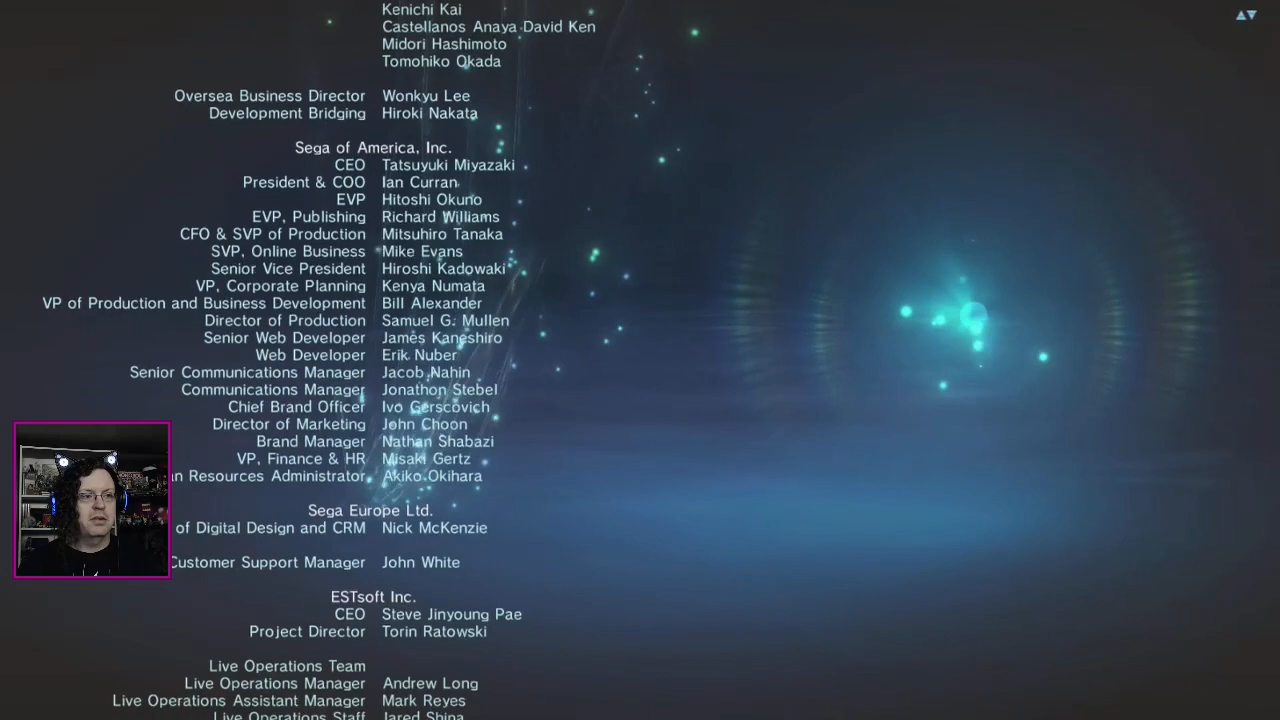 Kenichi Kai
Castellanos Anaya David Ken
Midori Hashimoto
Tomohiko Okada
Oversea Business Director Wonkyu Lee
Development Bridging Hiroki Nakata
Sega of America, Inc.
CEO Tatsuyuki Miyazaki
President & COO Ian Curran
EVP Hitoshi Okuno
EVP, Publishing Richard Williams
CFO & SVP of Production Mitsuhiro Tanaka
SVP, Online Business Mike Evans
Senior Vice President Hiroshi Kadowaki
VP, Corporate Planning Kenya Numata
VP of Production and Business Development Bill Alexander
Director of Production Samuel G. Mullen
Senior Web Developer James Kaneshiro
Web Developer Erik Nuber
Senior Communications Manager Jacob Nahin
Communications Manager Jonathon Stebel
Chief Brand Officer Ivo Gerscovich
Director of Marketing John Choon
Brand Manager Nathan Shabazi
VP, Finance & HR Misaki Gertz
an Resources Administrator Akiko Okihara
Sega Europe Ltd.
of Digital Design and CRM Nick McKenzie
Customer Support Manager John White
ESTsoft Inc.
CEO Steve Jinyoung Pae
Project Director Torin Ratowski
Live Operations Team
Live Operations Manager Andrew Long
Live Operations Assistant Manager Mark Reyes
Live Operations Staff Jared Shina